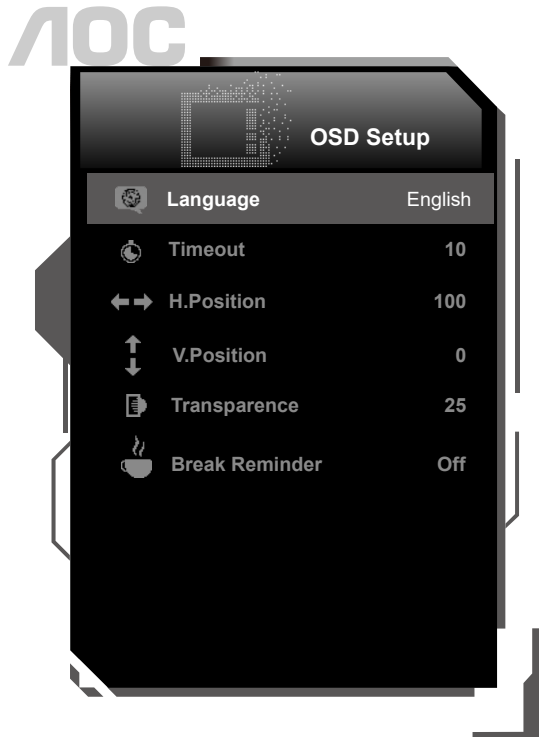 AOC
OSD Setup
Language English
Timeout 10
H.Position 100
V.Position 0
Transparence 25
Break Reminder Off